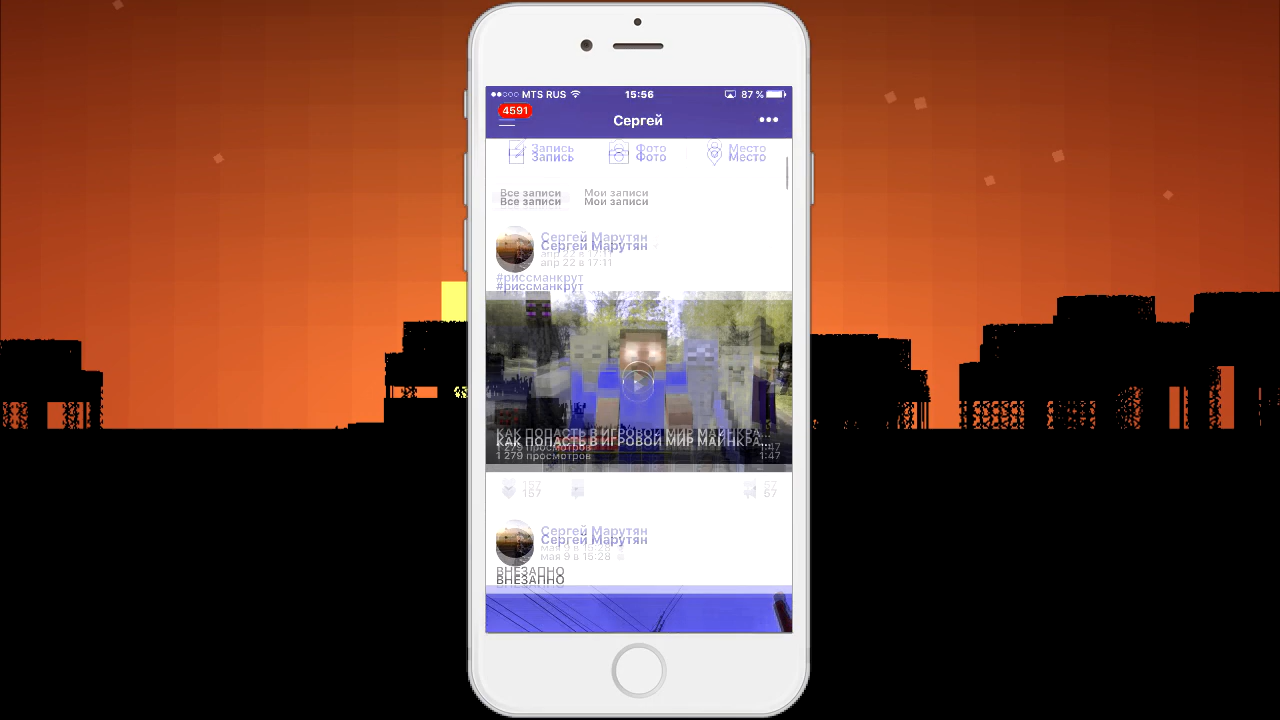 MTS RUS
15:56
87 %
4591
Сергей
Запись
Фото
Место
Все записи
Мои записи
Сергей Марутян
апр 22 в 17:11
#риссманкрут
КАК ПОПАСТЬ В ИГРОВОЙ МИР МАЙНКРА...
1 279 просмотров
1:47
157
57
Сергей Марутян
мая 9 в 15:28
ВНЕЗАПНО